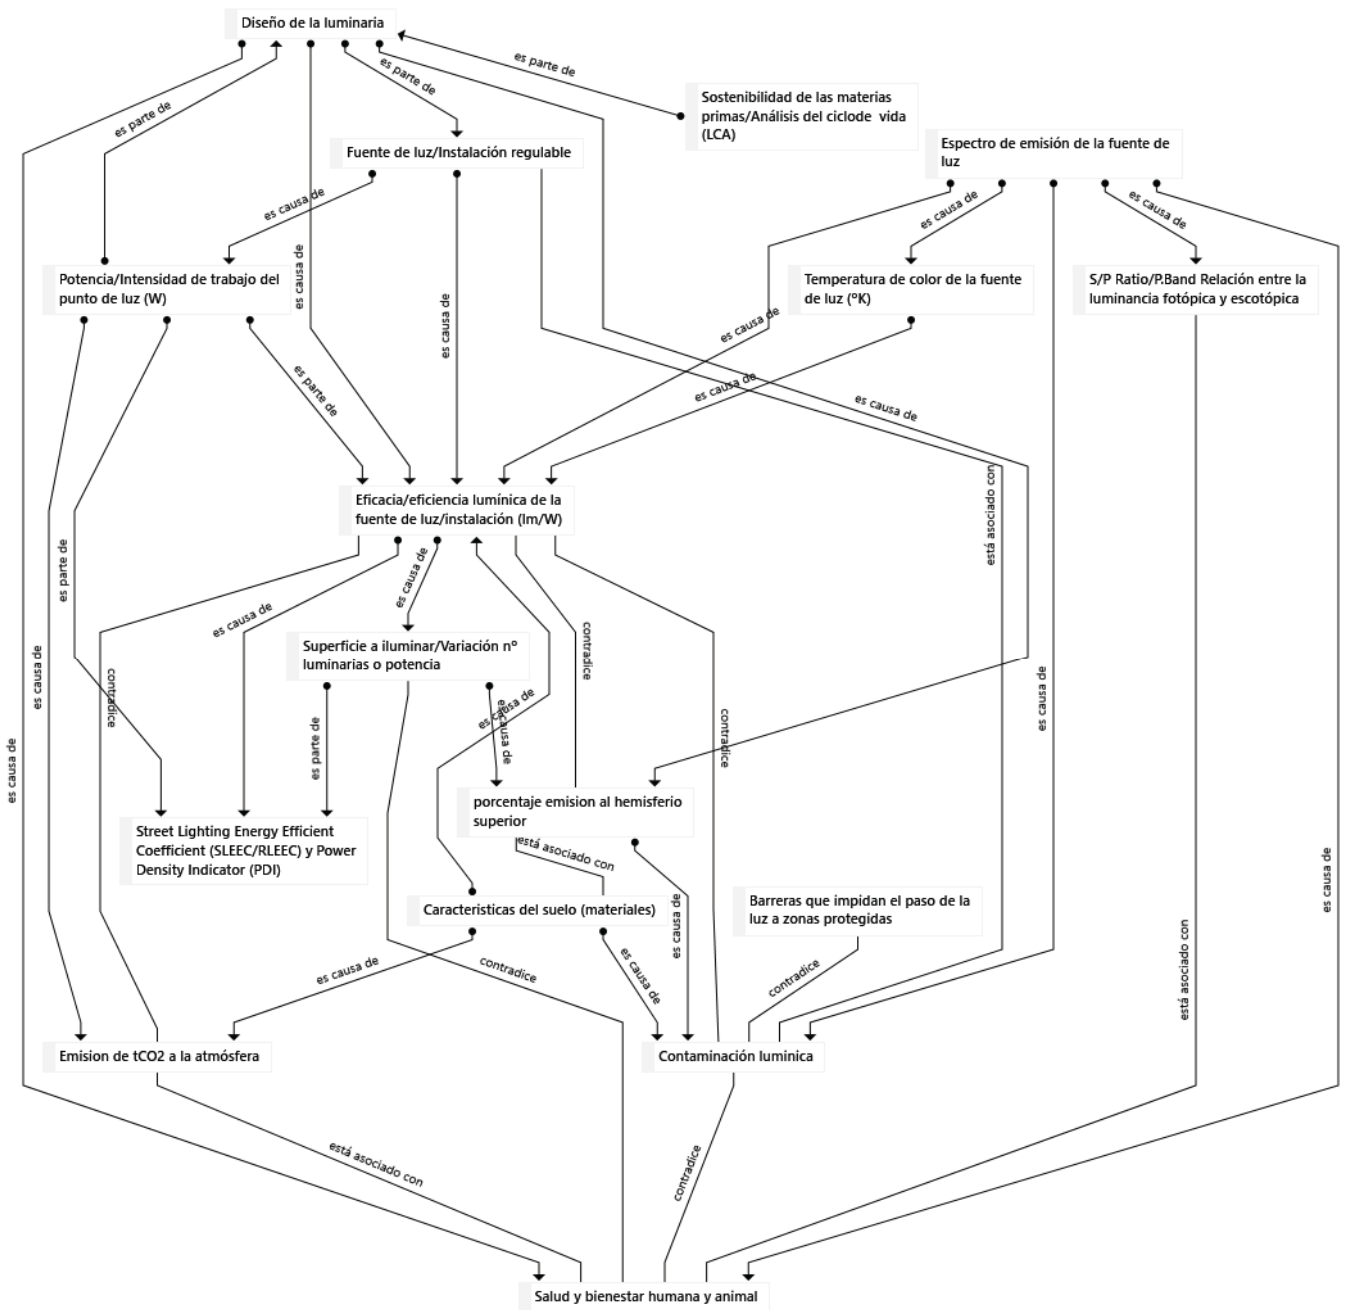 Diseño de la luminaria
es parte de
es parte de
es parte de
Sostenibilidad de las materias
primas/Análisis del ciclode vida
(LCA)
Fuente de luz/Instalación regulable
Espectro de emisión de la fuente de
luz
es causa de
es causa de
es causa de
es causa de
Potencia/Intensidad de trabajo del
punto de luz (W)
Temperatura de color de la fuente
de luz (°K)
S/P Ratio/P.Band Relación entre la
luminancia fotópica y escotópica
es causa de
es causa de
es parte de
es causa de
es causa de
está asociado con
Eficacia/eficiencia lumínica de la
fuente de luz/instalación (lm/W)
es parte de
es causa de
es causa de
contradice
Superficie a iluminar/Variación nº
luminarias o potencia
es causa de
contradice
es causa de
es causa de
contradice
es causa de
es causa de
es parte de
porcentaje emision al hemisferio
superior
Street Lighting Energy Efficient
Coefficient (SLEEC/RLEEC) y Power
Density Indicator (PDI)
está asociado con
es causa de
Caracteristicas del suelo (materiales)
es causa de
Barreras que impidan el paso de la
luz a zonas protegidas
es causa de
contradice
es causa de
contradice
está asociado con
Emision de tCO2 a la atmósfera
Contaminación luminica
está asociado con
contradice
Salud y bienestar humana y animal